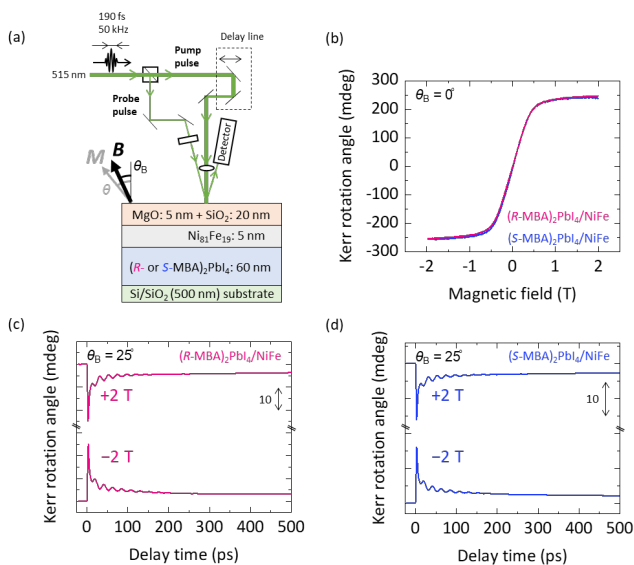 (a)
190 fs
50 kHz
515 nm
Pump
pulse
Delay line
Probe
pulse
Detector
M
B
θB
θ
MgO: 5 nm + SiO2: 20 nm
Ni81Fe19: 5 nm
(R- or S-MBA)2PbI4: 60 nm
Si/SiO2 (500 nm) substrate
(b)
Kerr rotation angle (mdeg)
300
200
100
0
-100
-200
-300
θB = 0°
(R-MBA)2PbI4/NiFe
(S-MBA)2PbI4/NiFe
-2 -1 0 1 2
Magnetic field (T)
(c)
Kerr rotation angle (mdeg)
θB = 25°
(R-MBA)2PbI4/NiFe
+2 T
10
−2 T
0 100 200 300 400 500
Delay time (ps)
(d)
Kerr rotation angle (mdeg)
θB = 25°
(S-MBA)2PbI4/NiFe
+2 T
10
−2 T
0 100 200 300 400 500
Delay time (ps)